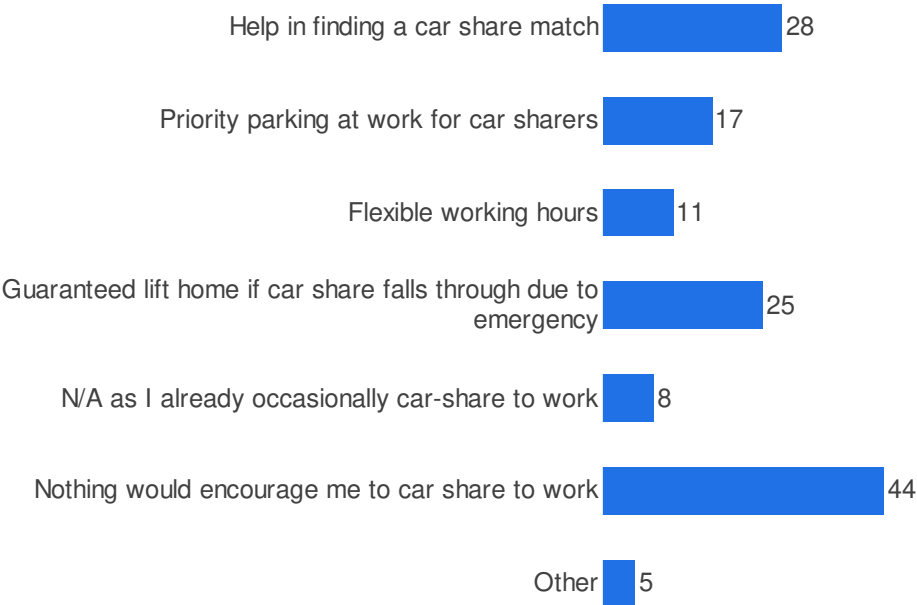 Help in finding a car share match 28
Priority parking at work for car sharers 17
Flexible working hours 11
Guaranteed lift home if car share falls through due to
emergency 25
N/A as I already occasionally car-share to work 8
Nothing would encourage me to car share to work 44
Other 5